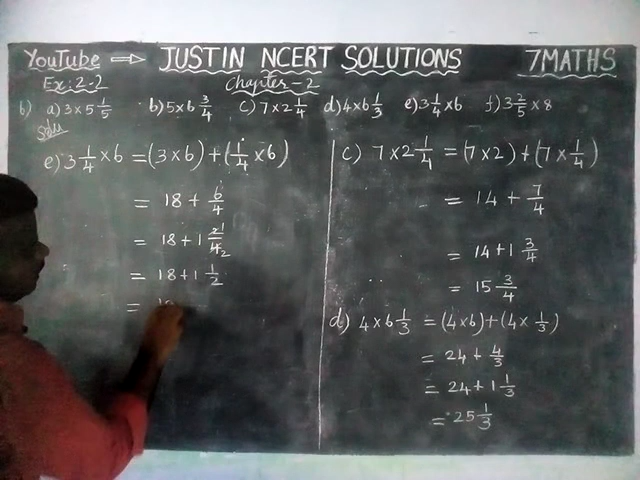 YouTube ⇒ JUSTIN NCERT SOLUTIONS 7MATHS
Ex: 2.2 Chapter-2
6) a) 3×5 1/5 b) 5×6 3/4 c) 7×2 1/4 d) 4×6 1/3 e) 3 1/4 ×6 f) 3 2/5 ×8
Solu
e) 3 1/4 ×6 = (3×6) + (1/4 ×6)
= 18 + 6/4
= 18 + 1 2 1/4 2
= 18 + 1 1/2
=
c) 7×2 1/4 = (7×2) + (7× 1/4)
= 14 + 7/4
= 14 + 1 3/4
= 15 3/4
d) 4×6 1/3 = (4×6) + (4× 1/3)
= 24 + 4/3
= 24 + 1 1/3
= 25 1/3